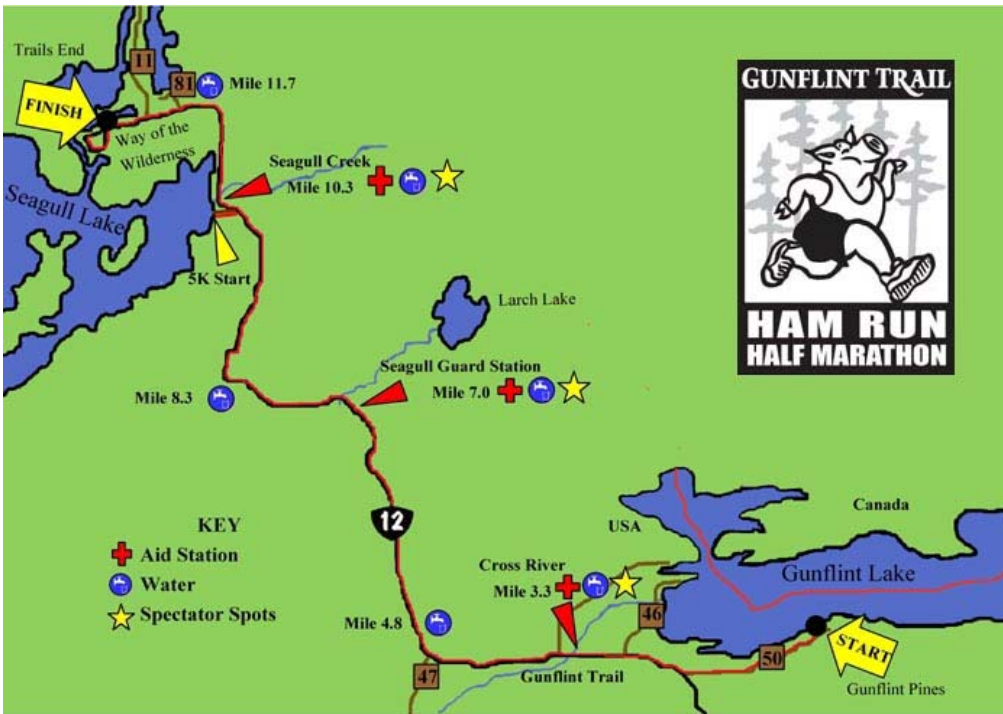 Trails End
11
81
Mile 11.7
FINISH
Way of the
Wilderness
Seagull Creek
Mile 10.3
Seagull Lake
5K Start
Larch Lake
Seagull Guard Station
Mile 7.0
Mile 8.3
GUNFLINT TRAIL
HAM RUN
HALF MARATHON
12
KEY
Aid Station
Water
Spectator Spots
Canada
USA
Cross River
Mile 3.3
Gunflint Lake
Mile 4.8
46
START
50
47
Gunflint Trail
Gunflint Pines